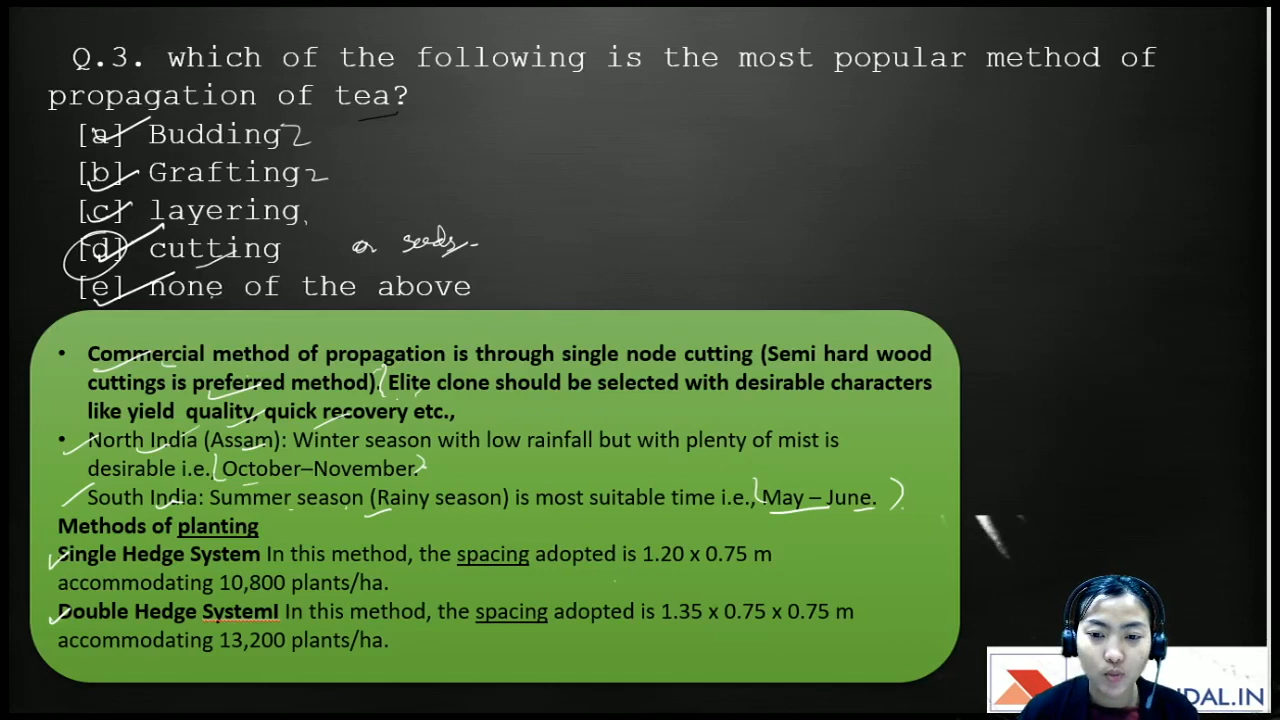 Q.3. which of the following is the most popular method of
propagation of tea?
[a] Budding
[b] Grafting
[c] layering
[d] cutting or seeds
[e] none of the above
• Commercial method of propagation is through single node cutting (Semi hard wood
cuttings is preferred method). Elite clone should be selected with desirable characters
like yield quality, quick recovery etc.,
• North India (Assam): Winter season with low rainfall but with plenty of mist is
desirable i.e., October–November.
South India: Summer season (Rainy season) is most suitable time i.e., May – June.
Methods of planting
Single Hedge System In this method, the spacing adopted is 1.20 x 0.75 m
accommodating 10,800 plants/ha.
Double Hedge SystemI In this method, the spacing adopted is 1.35 x 0.75 x 0.75 m
accommodating 13,200 plants/ha.
DAL.IN